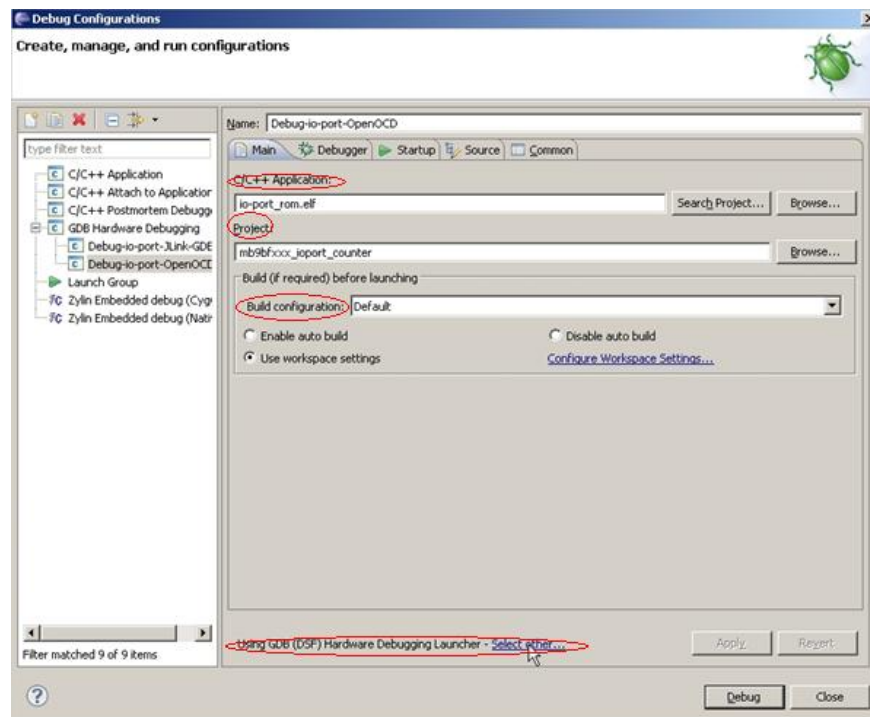 Debug Configurations
Create, manage, and run configurations
type filter text
C/C++ Application
C/C++ Attach to Application
C/C++ Postmortem Debugg
GDB Hardware Debugging
Debug-io-port-JLink-GDE
Debug-io-port-OpenOCD
Launch Group
Zylin Embedded debug (Cyg
Zylin Embedded debug (Nati
Filter matched 9 of 9 items
Name: Debug-io-port-OpenOCD
Main Debugger Startup Source Common
C/C++ Application:
io-port_rom.elf Search Project... Browse...
Project:
mb9bfxxx_ioport_counter Browse...
Build (if required) before launching
Build configuration: Default
Enable auto build Disable auto build
Use workspace settings Configure Workspace Settings...
Using GDB (DSF) Hardware Debugging Launcher - Select other... Apply Revert
Debug Close